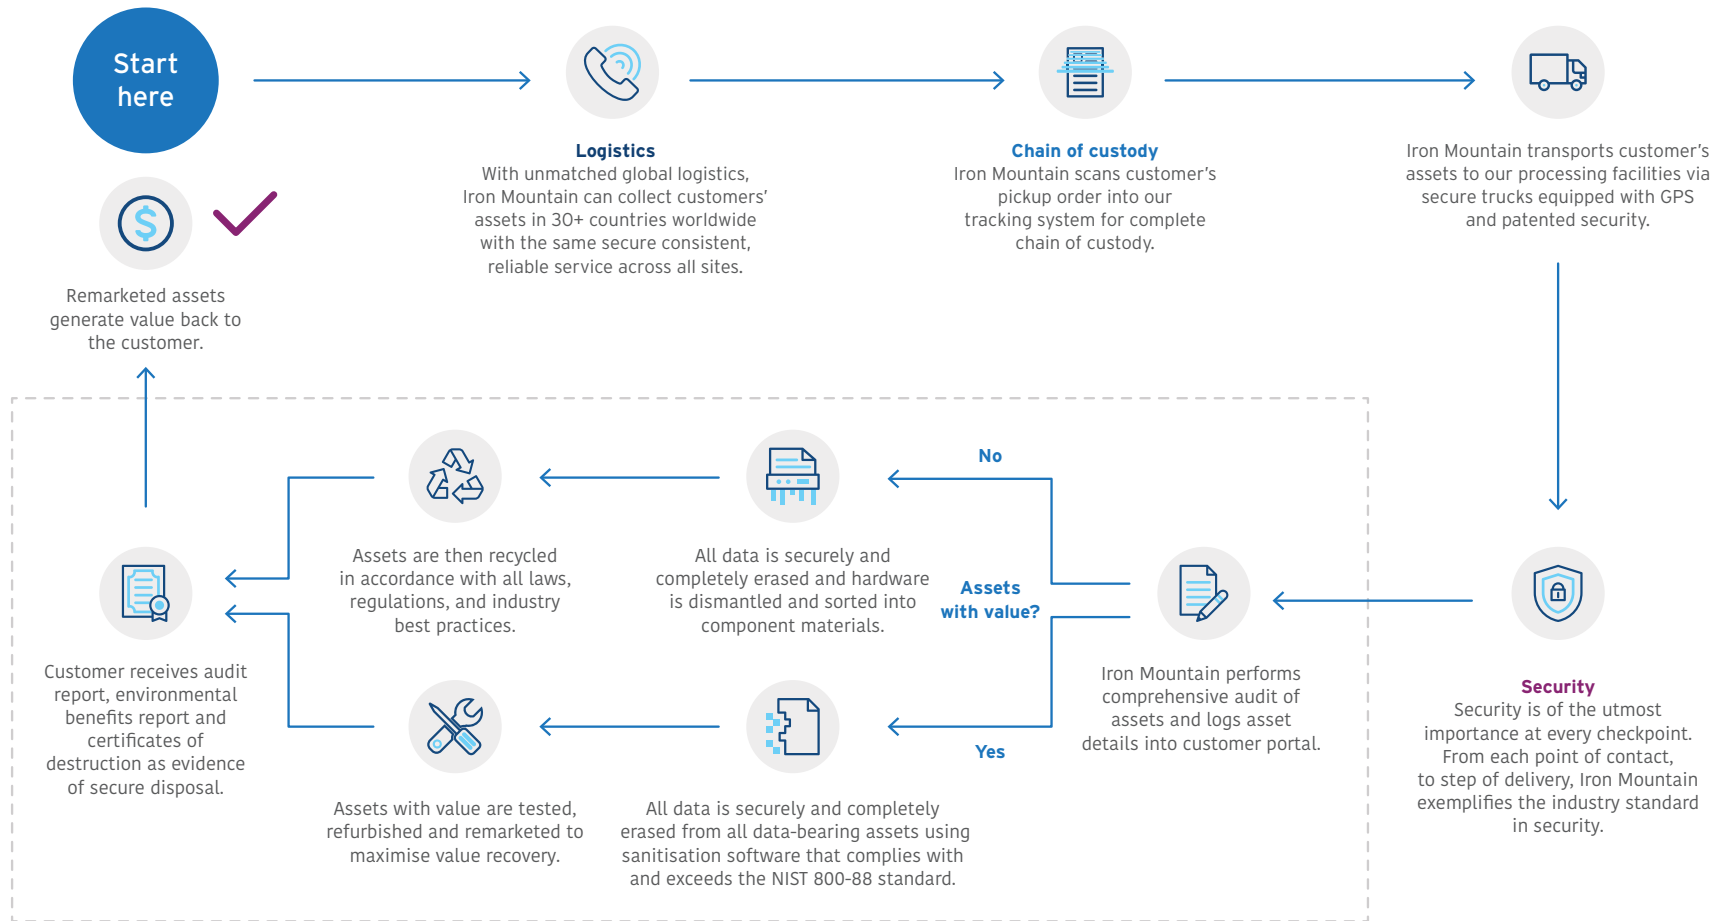 Start
here
Logistics
With unmatched global logistics,
Iron Mountain can collect customers’
assets in 30+ countries worldwide
with the same secure consistent,
reliable service across all sites.
Chain of custody
Iron Mountain scans customer’s
pickup order into our
tracking system for complete
chain of custody.
Iron Mountain transports customer’s
assets to our processing facilities via
secure trucks equipped with GPS
and patented security.
$
Remarketed assets
generate value back to
the customer.
Security
Security is of the utmost
importance at every checkpoint.
From each point of contact,
to step of delivery, Iron Mountain
exemplifies the industry standard
in security.
Iron Mountain performs
comprehensive audit of
assets and logs asset
details into customer portal.
Assets
with value?
No
All data is securely and
completely erased and hardware
is dismantled and sorted into
component materials.
Assets are then recycled
in accordance with all laws,
regulations, and industry
best practices.
Yes
All data is securely and completely
erased from all data-bearing assets using
sanitisation software that complies with
and exceeds the NIST 800-88 standard.
Assets with value are tested,
refurbished and remarketed to
maximise value recovery.
Customer receives audit
report, environmental
benefits report and
certificates of
destruction as evidence
of secure disposal.